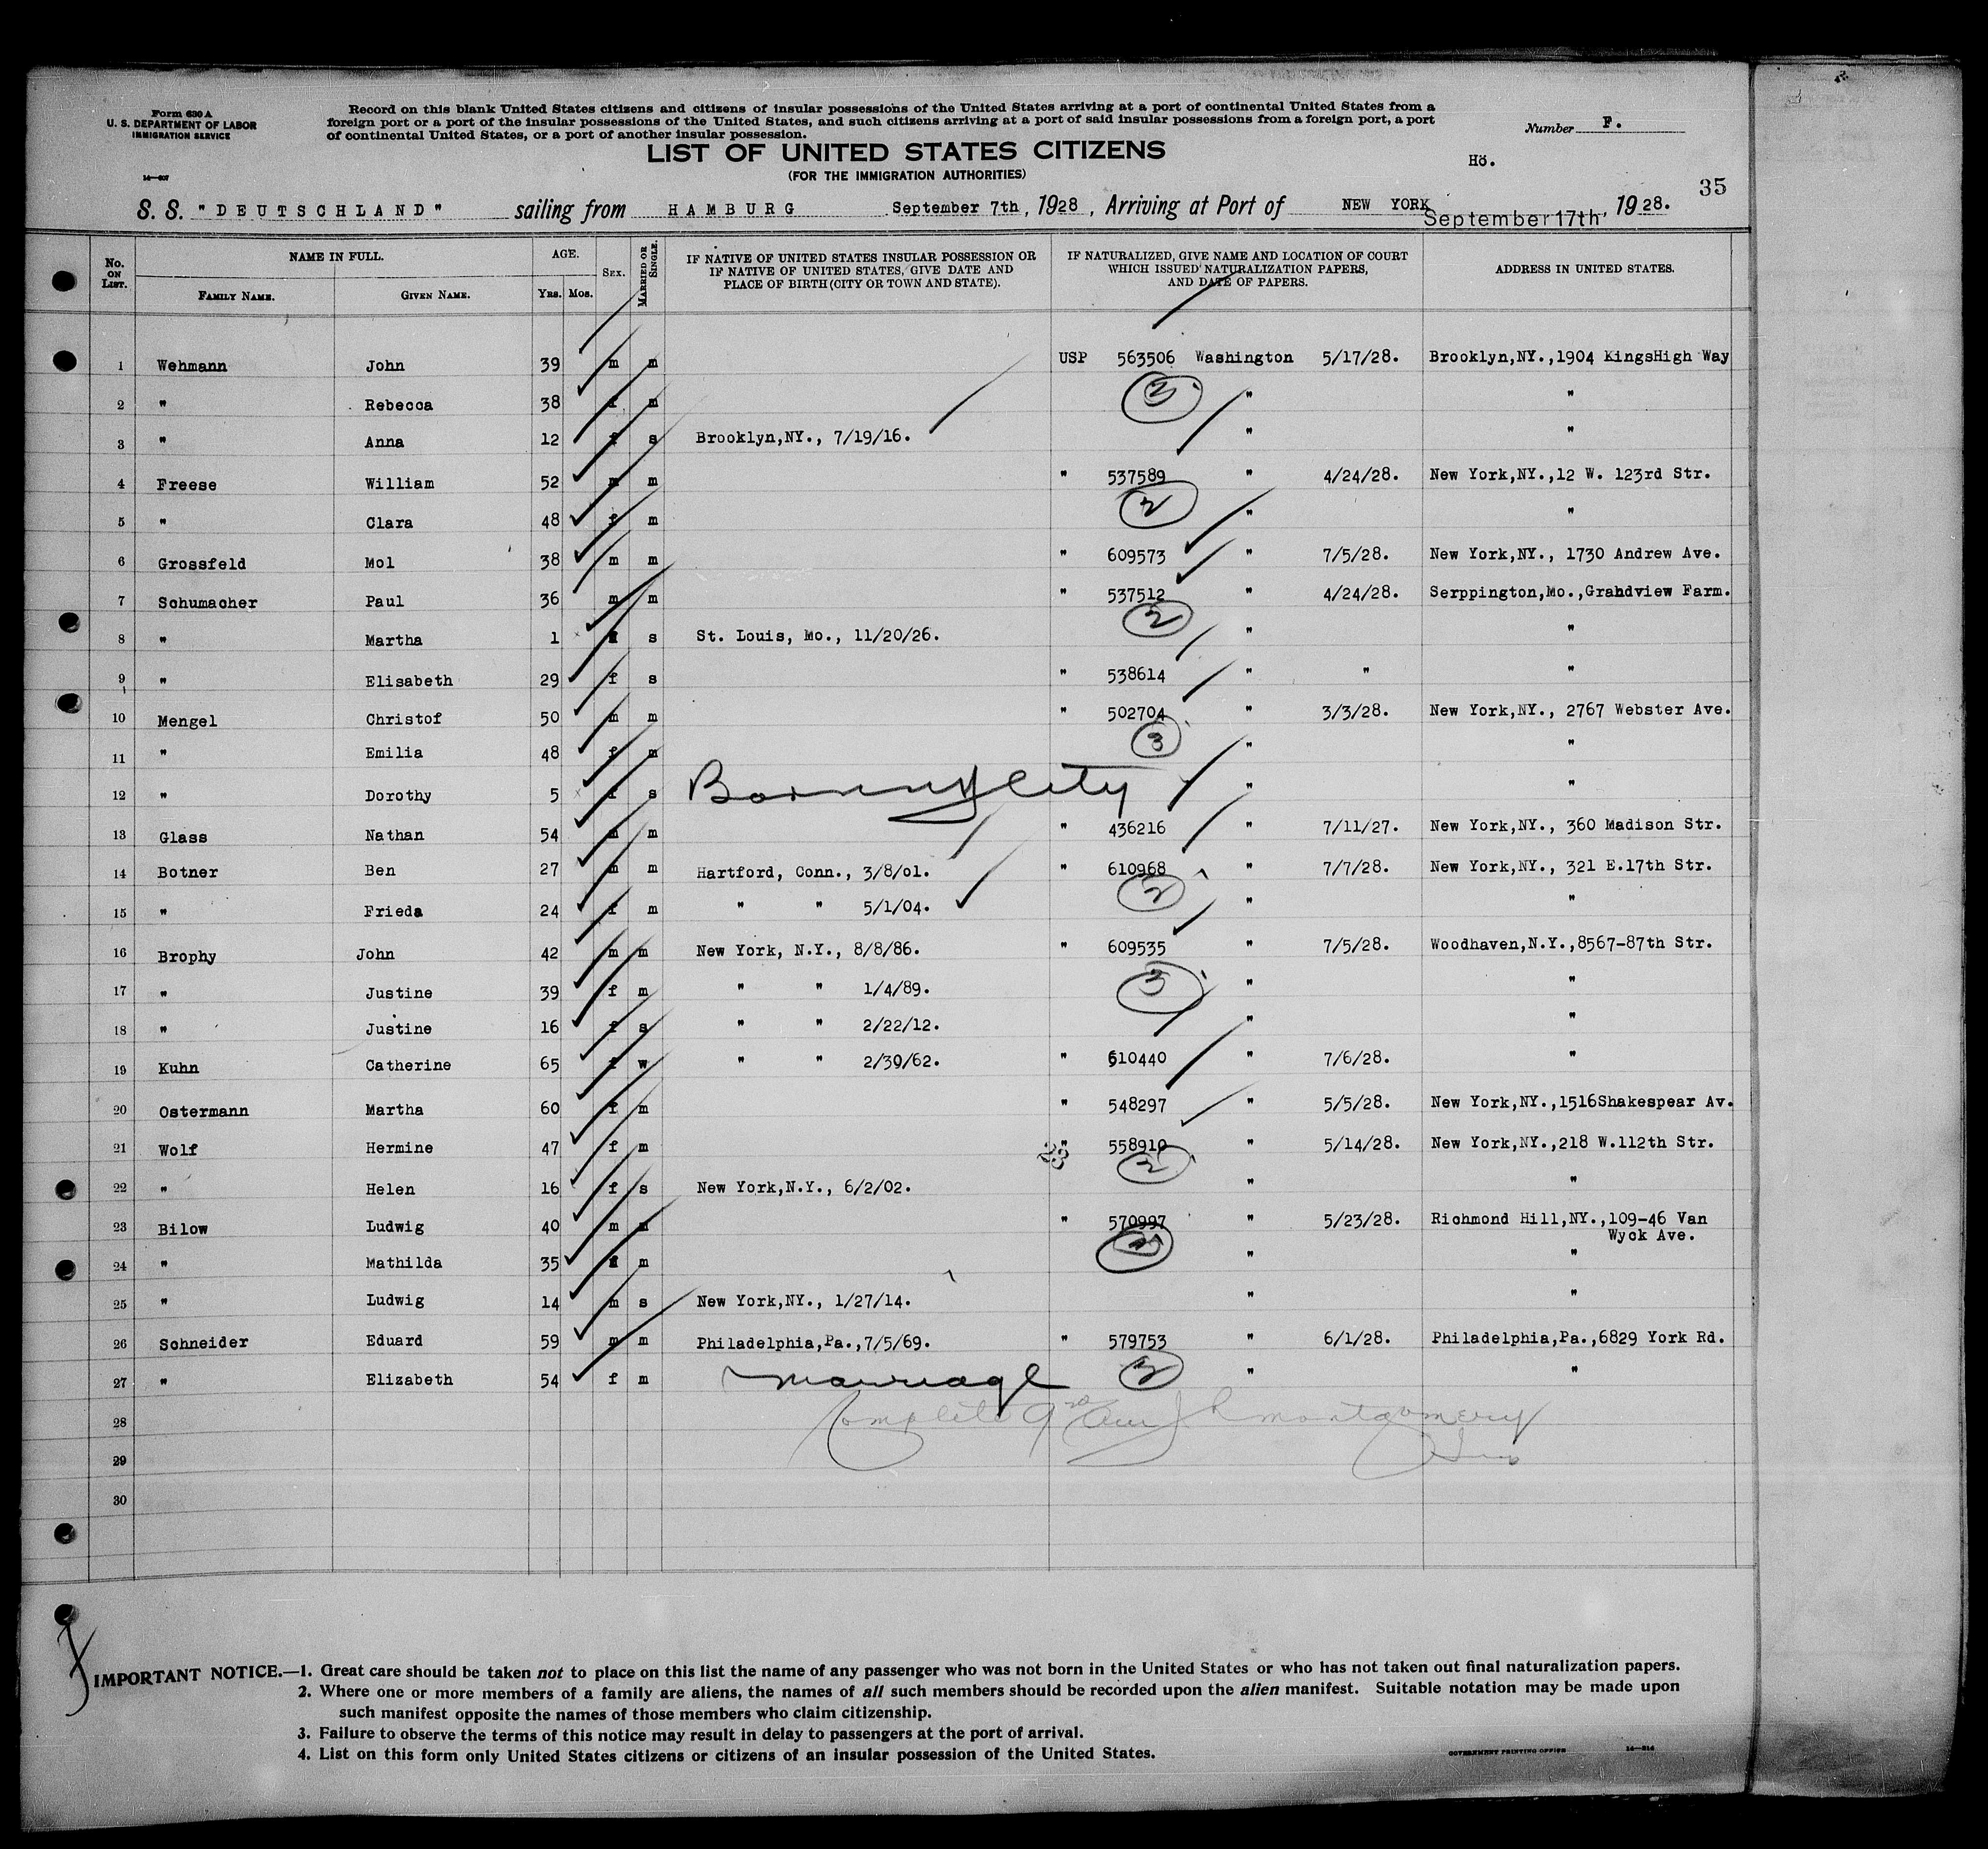 Form 630 A
U. S. DEPARTMENT OF LABOR
IMMIGRATION SERVICE
Record on this blank United States citizens and citizens of insular possessions of the United States arriving at a port of continental United States from a
foreign port or a port of the insular possessions of the United States, and such citizens arriving at a port of said insular possessions from a foreign port, a port
of continental United States, or a port of another insular possession.
Number F.
LIST OF UNITED STATES CITIZENS
(FOR THE IMMIGRATION AUTHORITIES)
Hö.
35
S. S. "DEUTSCHLAND" sailing from HAMBURG September 7th, 1928, Arriving at Port of NEW YORK September 17th, 1928.
No. ON LIST. NAME IN FULL. FAMILY NAME. GIVEN NAME. AGE. YRS. MOS. SEX. MARRIED OR SINGLE. IF NATIVE OF UNITED STATES INSULAR POSSESSION OR IF NATIVE OF UNITED STATES, GIVE DATE AND PLACE OF BIRTH (CITY OR TOWN AND STATE). IF NATURALIZED, GIVE NAME AND LOCATION OF COURT WHICH ISSUED NATURALIZATION PAPERS, AND DATE OF PAPERS. ADDRESS IN UNITED STATES.
1 Wehmann John 39 m m USP 563506 Washington 5/17/28. Brooklyn,NY.,1904 KingsHigh Way
2 " Rebecca 38 f m 3 " "
3 " Anna 12 f s Brooklyn,NY., 7/19/16. " "
4 Freese William 52 m m " 537589 " 4/24/28. New York,NY.,12 W. 123rd Str.
5 " Clara 48 f m 2 " "
6 Grossfeld Mol 38 m m " 609573 " 7/5/28. New York,NY., 1730 Andrew Ave.
7 Schumacher Paul 36 m m " 537512 " 4/24/28. Serppington,Mo.,Grahdview Farm.
8 " Martha 1 f s St. Louis, Mo., 11/20/26. 2 " "
9 " Elisabeth 29 f s " 538614 " " "
10 Mengel Christof 50 m m " 502704 " 3/3/28. New York,NY., 2767 Webster Ave.
11 " Emilia 48 f m 3 " "
12 " Dorothy 5 f s Born ny City " "
13 Glass Nathan 54 m m " 436216 " 7/11/27. New York,NY., 360 Madison Str.
14 Botner Ben 27 m m Hartford, Conn., 3/8/01. " 610968 " 7/7/28. New York,NY., 321 E.17th Str.
15 " Frieda 24 f m " " 5/1/04. 2 " "
16 Brophy John 42 m m New York, N.Y., 8/8/86. " 609535 " 7/5/28. Woodhaven,N.Y.,8567-87th Str.
17 " Justine 39 f m " " 1/4/89. 3 " "
18 " Justine 16 f s " " 2/22/12. " "
19 Kuhn Catherine 65 f w " " 2/30/62. " 610440 " 7/6/28. "
20 Ostermann Martha 60 f m " 548297 " 5/5/28. New York,NY.,1516Shakespear Av.
21 Wolf Hermine 47 f m " 558910 " 5/14/28. New York,NY.,218 W.112th Str.
22 " Helen 16 f s New York,N.Y., 6/2/02. 2 " "
23 Bilow Ludwig 40 m m " 570997 " 5/23/28. Richmond Hill,NY.,109-46 Van
Wyck Ave.
24 " Mathilda 35 f m " "
25 " Ludwig 14 m s New York,NY., 1/27/14. " "
26 Schneider Eduard 59 m m Philadelphia,Pa.,7/5/69. " 579753 " 6/1/28. Philadelphia,Pa.,6829 York Rd.
27 " Elizabeth 54 f m marriage 2 " "
28 Complete montgomery
29
30
IMPORTANT NOTICE.—1. Great care should be taken not to place on this list the name of any passenger who was not born in the United States or who has not taken out final naturalization papers.
2. Where one or more members of a family are aliens, the names of all such members should be recorded upon the alien manifest. Suitable notation may be made upon
such manifest opposite the names of those members who claim citizenship.
3. Failure to observe the terms of this notice may result in delay to passengers at the port of arrival.
4. List on this form only United States citizens or citizens of an insular possession of the United States.
GOVERNMENT PRINTING OFFICE